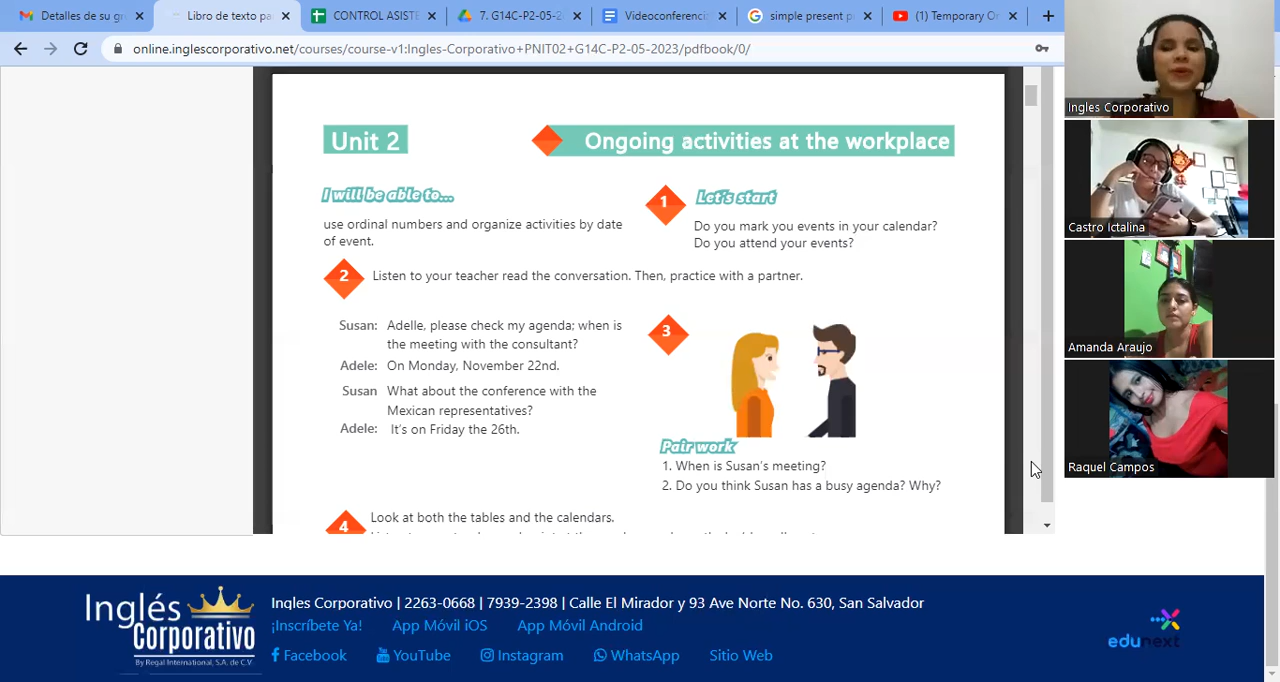 Detalles de su g
Libro de texto pa
CONTROL ASISTE
7. G14C-P2-05-2
Videoconferenci
simple present p
(1) Temporary Or
online.inglescorporativo.net/courses/course-v1:Ingles-Corporativo+PNIT02+G14C-P2-05-2023/pdfbook/0/
Unit 2
Ongoing activities at the workplace
I will be able to...
use ordinal numbers and organize activities by date
of event.
1
Let's start
Do you mark you events in your calendar?
Do you attend your events?
2
Listen to your teacher read the conversation. Then, practice with a partner.
Susan: Adelle, please check my agenda; when is
the meeting with the consultant?
Adele: On Monday, November 22nd.
Susan What about the conference with the
Mexican representatives?
Adele: It's on Friday the 26th.
3
Pair work
1. When is Susan's meeting?
2. Do you think Susan has a busy agenda? Why?
4
Look at both the tables and the calendars.
Ingles Corporativo
Castro Ictalina
Amanda Araujo
Raquel Campos
Inglés
Corporativo
By Regal International, S.A. de C.V
Ingles Corporativo | 2263-0668 | 7939-2398 | Calle El Mirador y 93 Ave Norte No. 630, San Salvador
¡Inscríbete Ya!
App Móvil iOS
App Móvil Android
Facebook
YouTube
Instagram
WhatsApp
Sitio Web
edunext